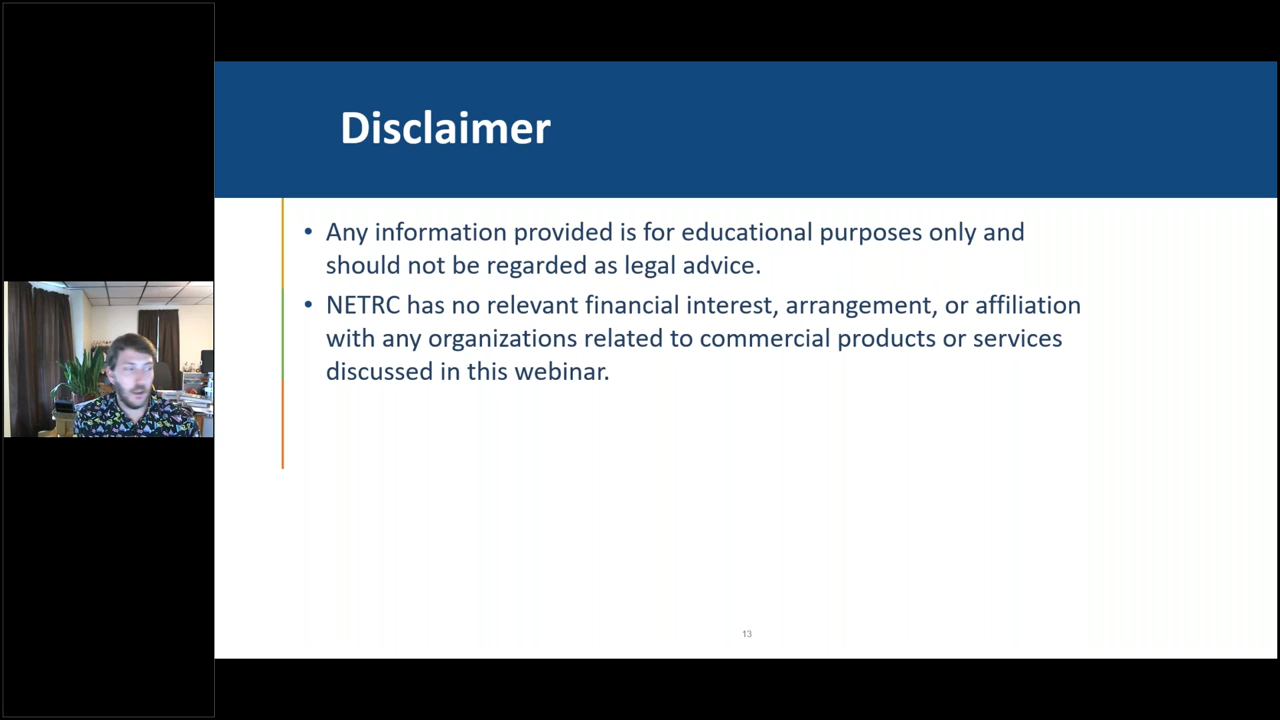 Disclaimer
• Any information provided is for educational purposes only and
should not be regarded as legal advice.
• NETRC has no relevant financial interest, arrangement, or affiliation
with any organizations related to commercial products or services
discussed in this webinar.
13